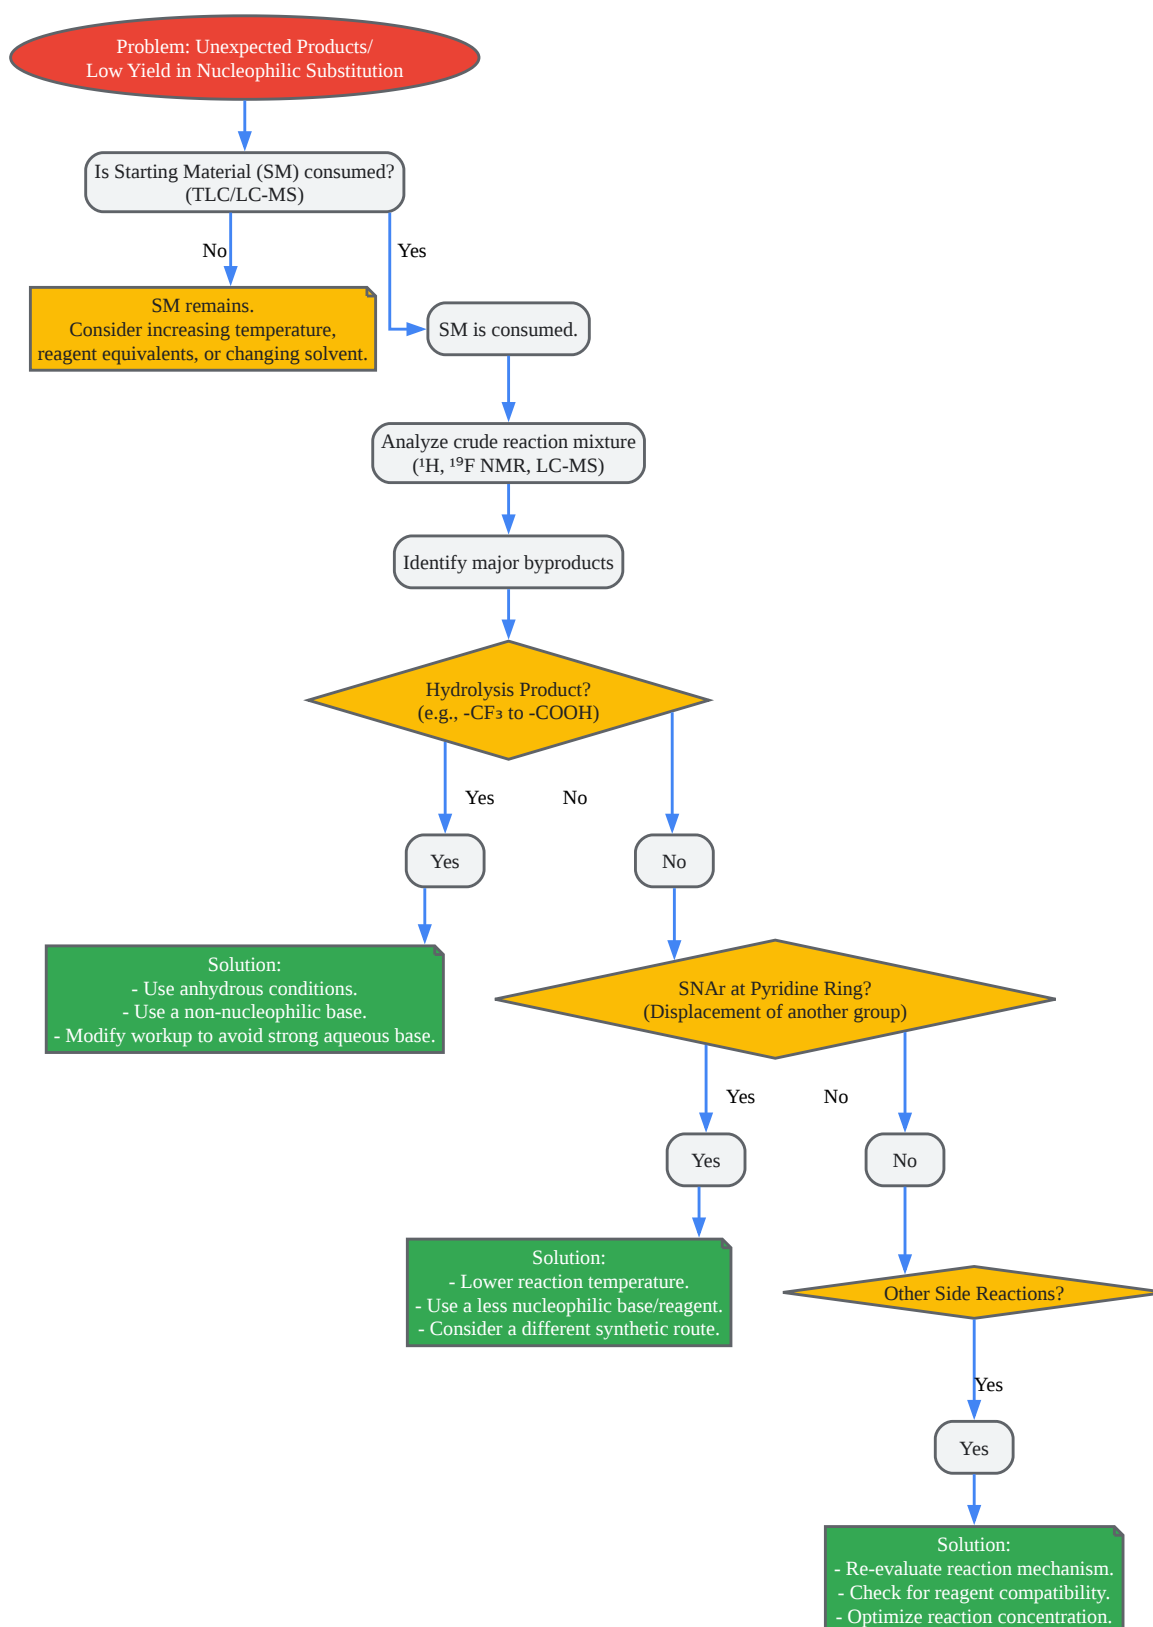 Problem: Unexpected Products/
Low Yield in Nucleophilic Substitution
Is Starting Material (SM) consumed?
(TLC/LC-MS)
No
Yes
SM remains.
Consider increasing temperature,
reagent equivalents, or changing solvent.
SM is consumed.
Analyze crude reaction mixture
(¹H, ¹⁹F NMR, LC-MS)
Identify major byproducts
Hydrolysis Product?
(e.g., -CF₃ to -COOH)
Yes
No
Yes
No
Solution:
- Use anhydrous conditions.
- Use a non-nucleophilic base.
- Modify workup to avoid strong aqueous base.
SNAr at Pyridine Ring?
(Displacement of another group)
Yes
No
Yes
No
Solution:
- Lower reaction temperature.
- Use a less nucleophilic base/reagent.
- Consider a different synthetic route.
Other Side Reactions?
Yes
Yes
Solution:
- Re-evaluate reaction mechanism.
- Check for reagent compatibility.
- Optimize reaction concentration.